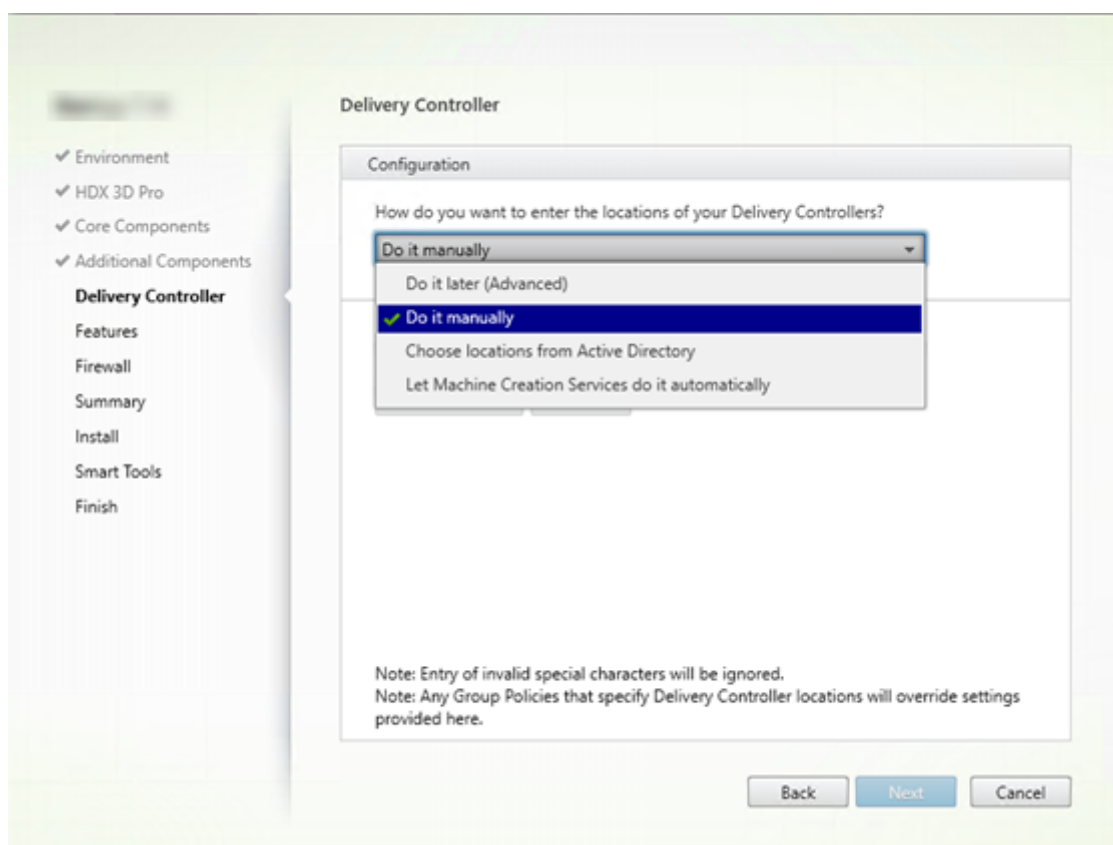 Delivery Controller
Environment
HDX 3D Pro
Core Components
Additional Components
Delivery Controller
Features
Firewall
Summary
Install
Smart Tools
Finish
Configuration
How do you want to enter the locations of your Delivery Controllers?
Do it manually
Do it later (Advanced)
Do it manually
Choose locations from Active Directory
Let Machine Creation Services do it automatically
Note: Entry of invalid special characters will be ignored.
Note: Any Group Policies that specify Delivery Controller locations will override settings
provided here.
Back
Next
Cancel